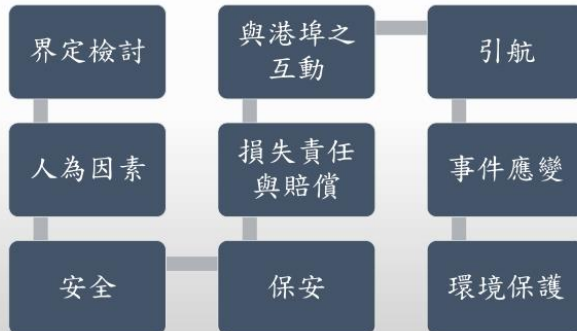 界定檢討
人為因素
安全
保安
損失責任
與賠償
與港埠之
互動
引航
事件應變
環境保護